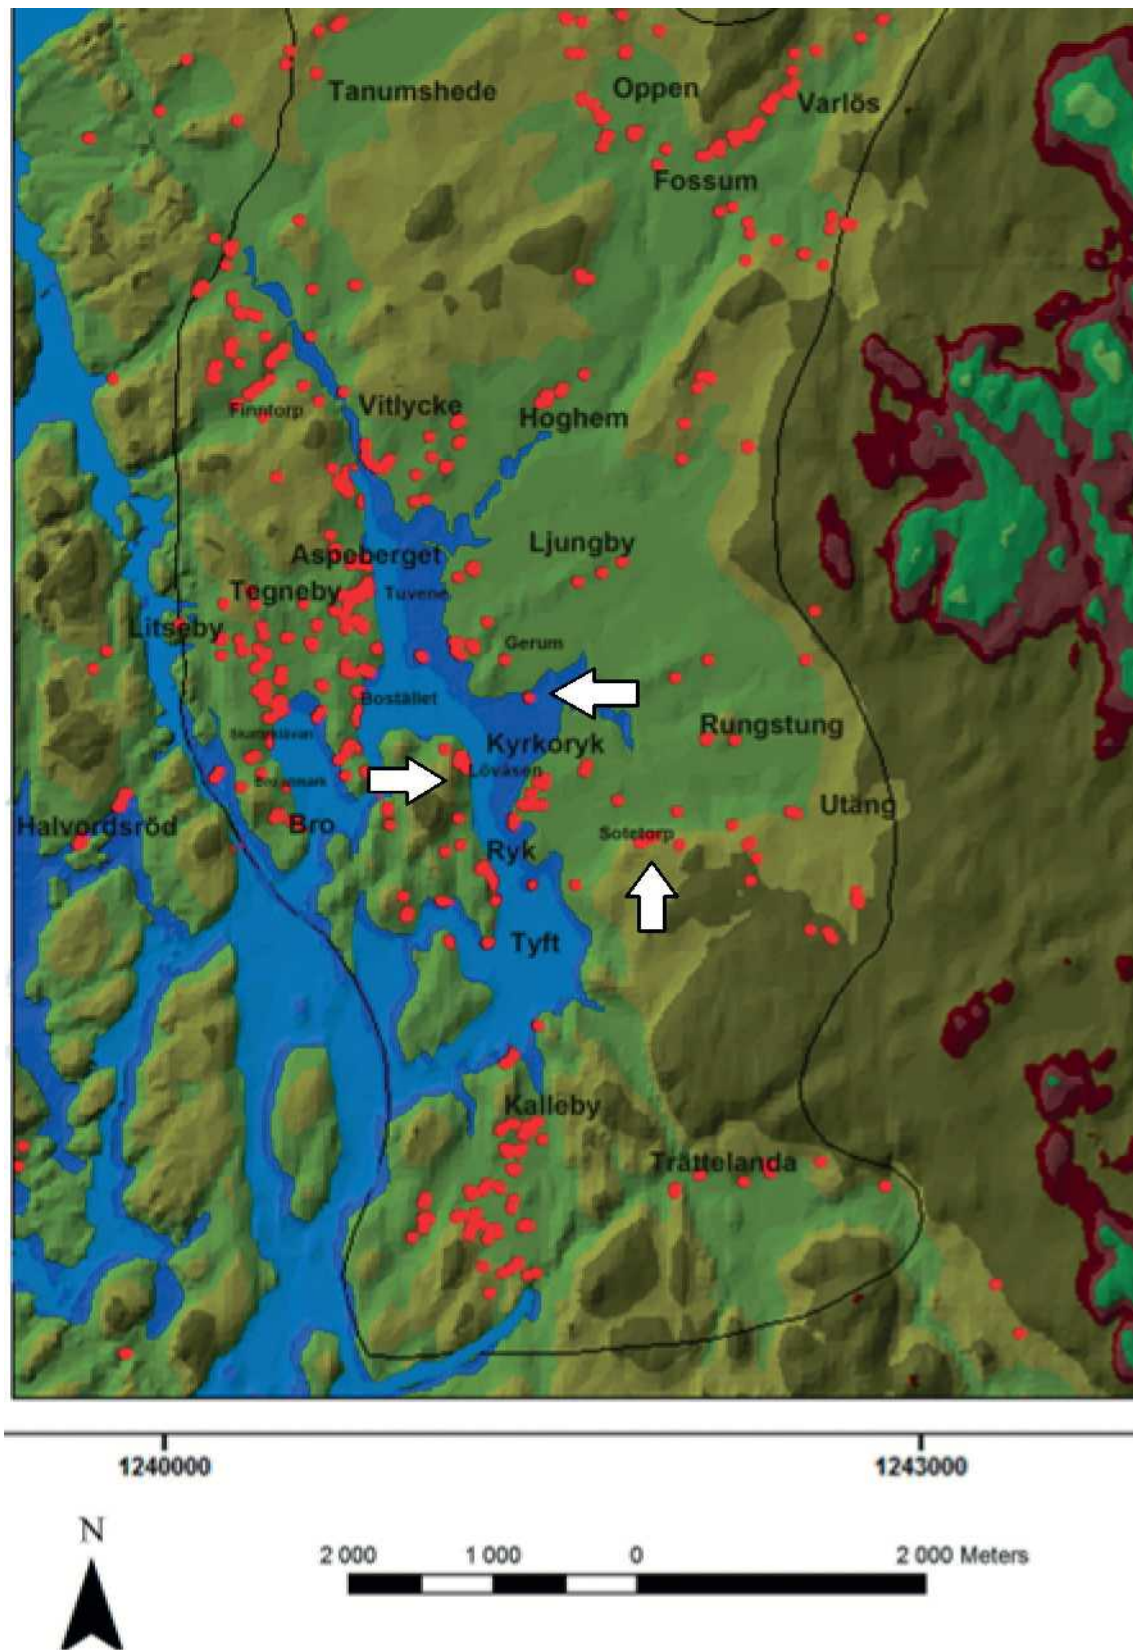 Tanumshede
Oppen
Varlös
Fossum
Finntorp
Vitlycke
Hoghem
Ljungby
Aspeberget
Tegneby
Tuvene
Litseby
Gerum
Bostället
Rungstung
Kyrkoryk
Lövåsen
Utäng
Halvordsröd
Bro
Sotetorp
Ryk
Tyft
Kalleby
Trättelanda
1240000
1243000
N
2 000
1 000
0
2 000 Meters